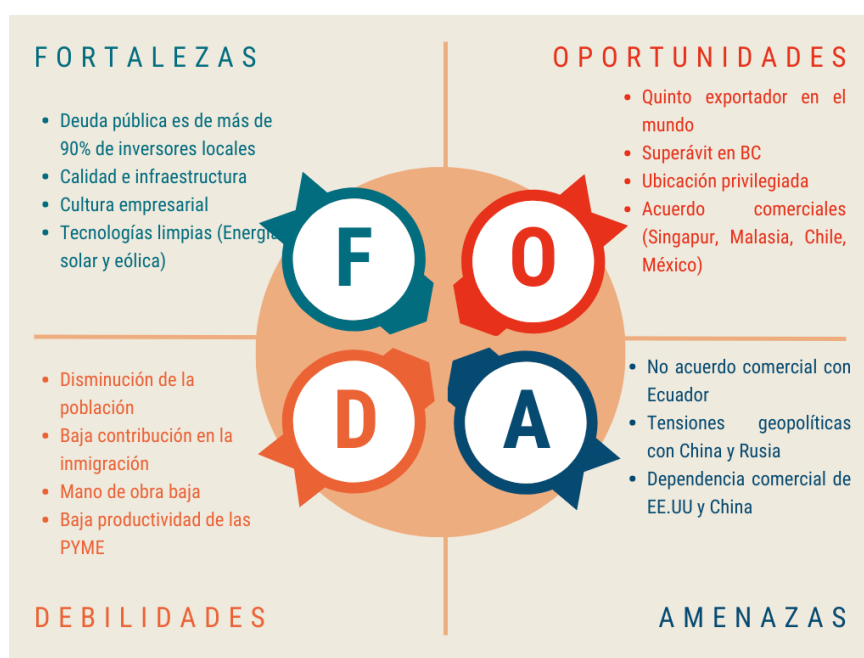 FORTALEZAS
• Deuda pública es de más de
90% de inversores locales
• Calidad e infraestructura
• Cultura empresarial
• Tecnologías limpias (Energía
solar y eólica)
OPORTUNIDADES
• Quinto exportador en el
mundo
• Superávit en BC
• Ubicación privilegiada
• Acuerdo comerciales
(Singapur, Malasia, Chile,
México)
F
O
D
A
• Disminución de la
población
• Baja contribución en la
inmigración
• Mano de obra baja
• Baja productividad de las
PYME
DEBILIDADES
• No acuerdo comercial con
Ecuador
• Tensiones geopolíticas
con China y Rusia
• Dependencia comercial de
EE.UU y China
AMENAZAS